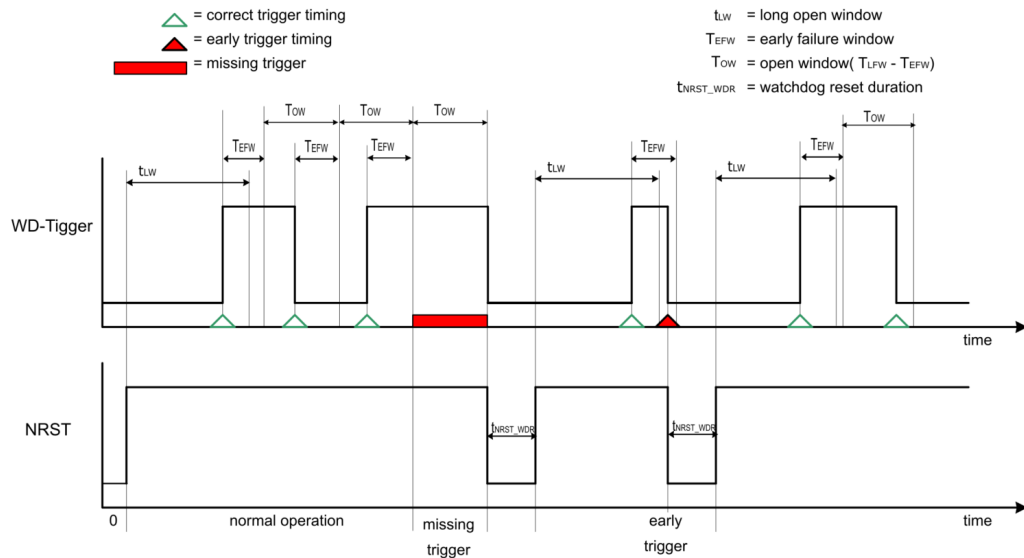 = correct trigger timing
= early trigger timing
= missing trigger
tLW = long open window
TEFW = early failure window
TOW = open window( TLFW - TEFW)
tNRST_WDR = watchdog reset duration
TOW TOW TOW TOW
TEFW TEFW TEFW TEFW TEFW
tLW tLW tLW
WD-Tigger
time
NRST
tNRST_WDR tNRST_WDR
0 normal operation missing trigger early trigger time